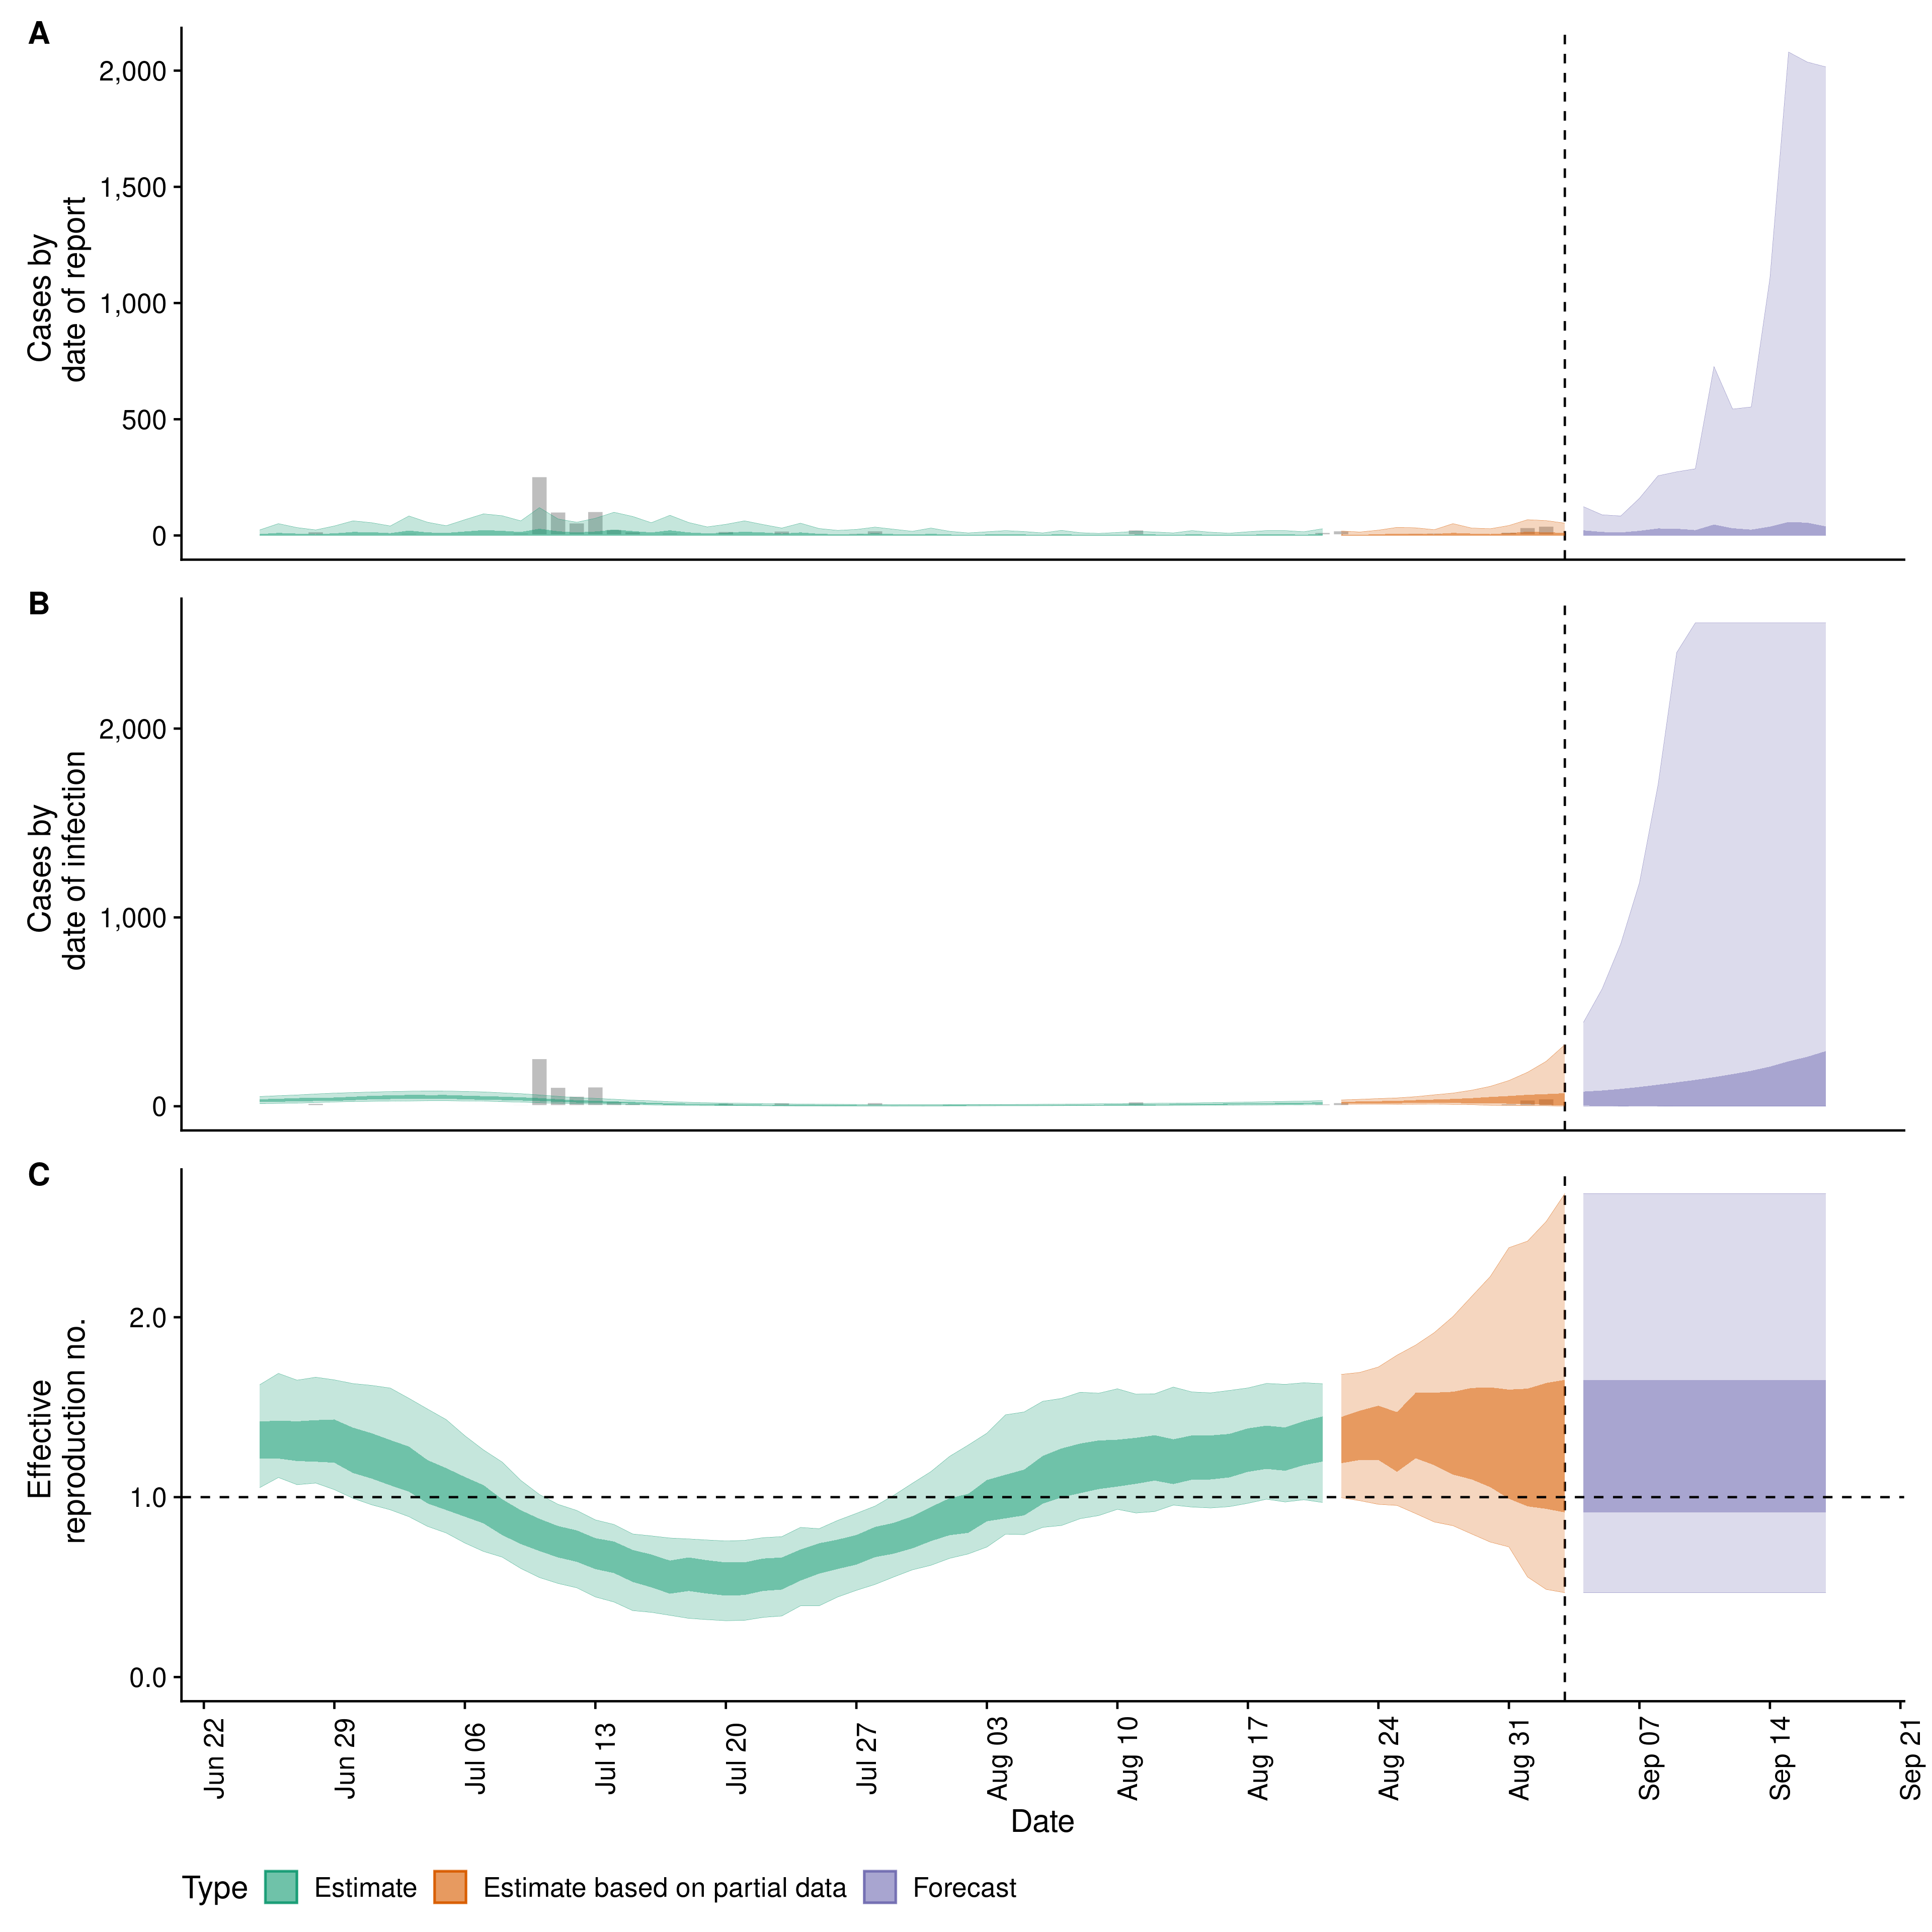 A
Cases by
date of report
2,000
1,500
1,000
500
0
B
Cases by
date of infection
2,000
1,000
0
C
Effective
reproduction no.
2.0
1.0
0.0
Jun 22
Jun 29
Jul 06
Jul 13
Jul 20
Jul 27
Aug 03
Aug 10
Aug 17
Aug 24
Aug 31
Sep 07
Sep 14
Sep 21
Date
Type Estimate Estimate based on partial data Forecast